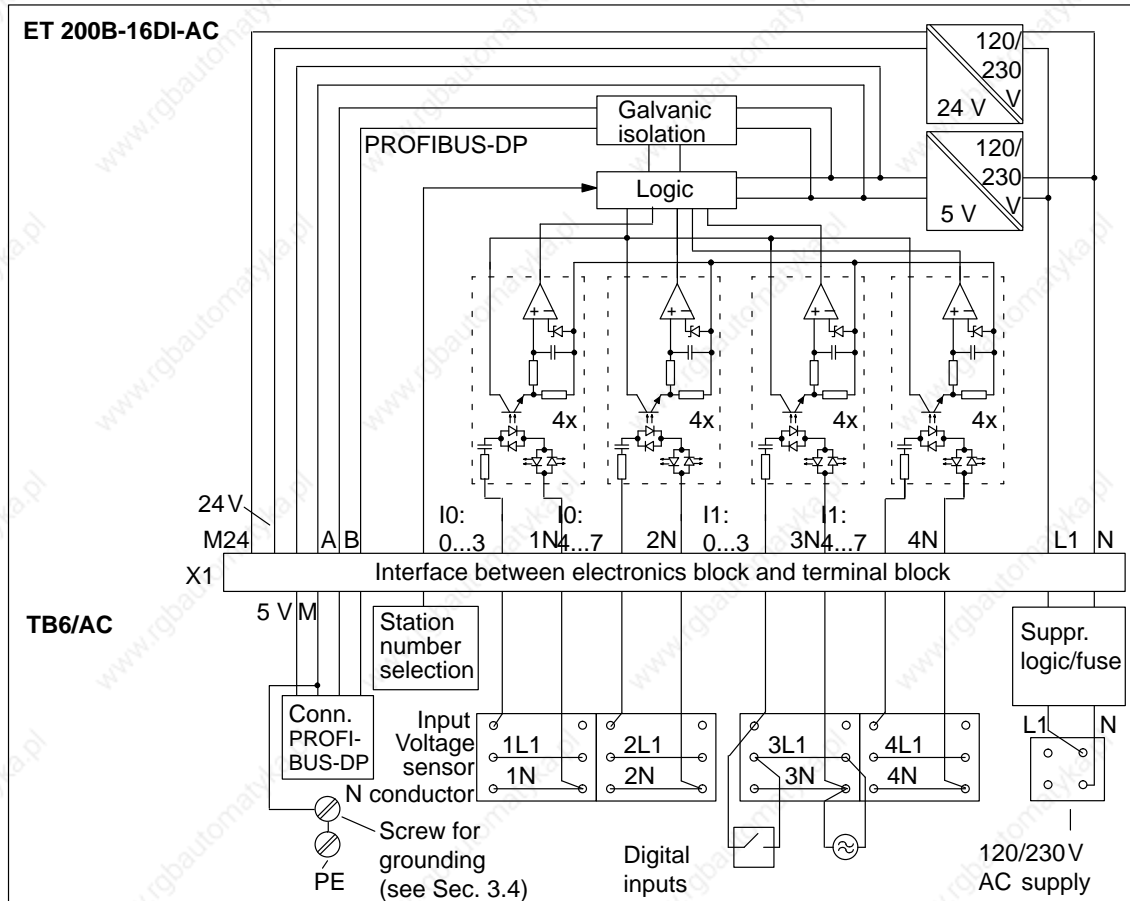 ET 200B-16DI-AC
120/
230
V
24 V
Galvanic
isolation
PROFIBUS-DP
120/
230
V
5 V
Logic
4x
4x
4x
4x
24 V
M24
A B
I0:
0...3
1N
I0:
4...7
2N
I1:
0...3
3N
I1:
4...7
4N
L1 N
X1
Interface between electronics block and terminal block
5 V M
TB6/AC
Station
number
selection
Suppr.
logic/fuse
Conn.
PROFI-
BUS-DP
Input
Voltage
sensor
N conductor
1L1
1N
2L1
2N
3L1
3N
4L1
4N
L1
N
Screw for
grounding
(see Sec. 3.4)
PE
Digital
inputs
120/230 V
AC supply
www.rgbautomatyka.pl